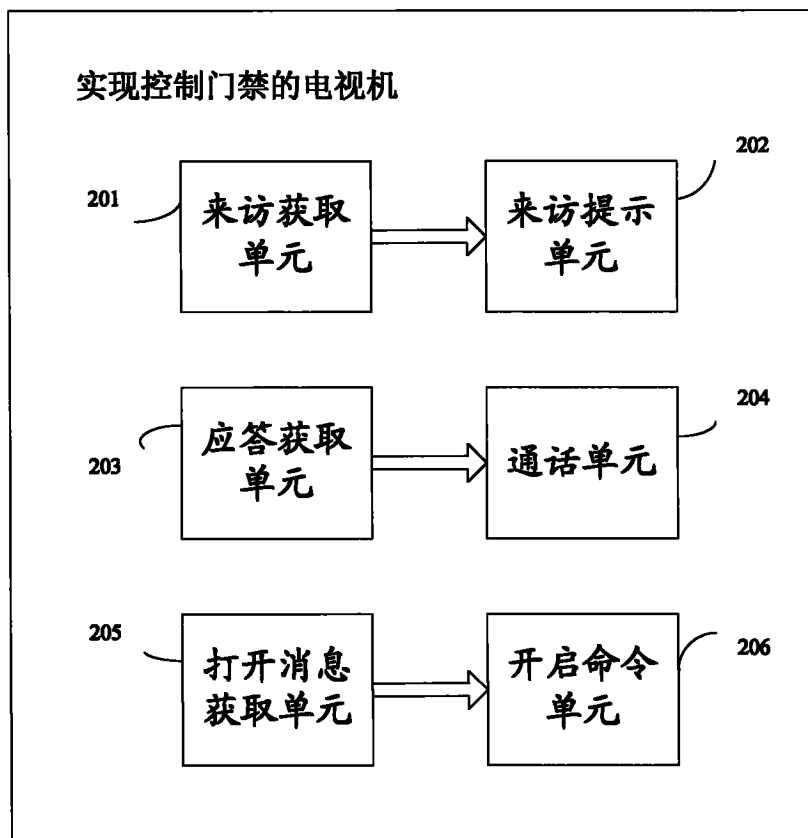 实现控制门禁的电视机
201
来访获取
单元
来访提示
单元
202
203
应答获取
单元
通话单元
204
205
打开消息
获取单元
开启命令
单元
206